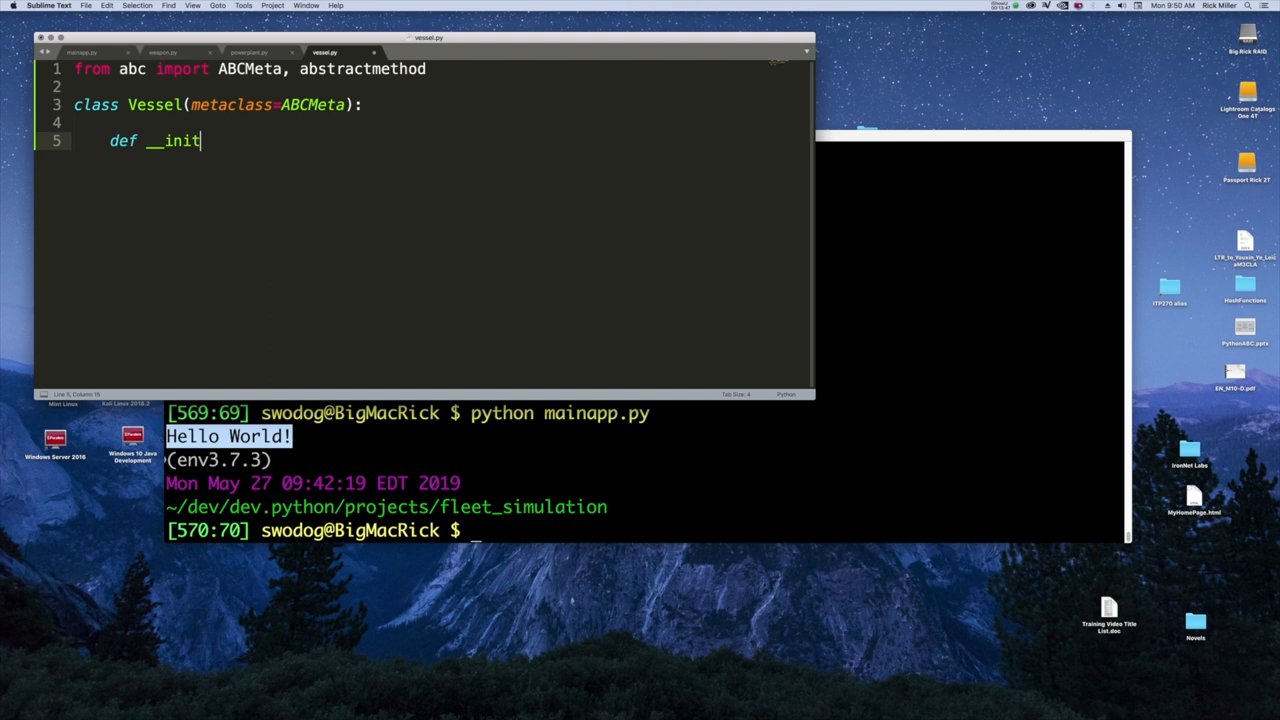 Sublime Text File Edit Selection Find View Goto Tools Project Window Help
Mon 9:50 AM Rick Miller
vessel.py
mainapp.py weapon.py powerplant.py vessel.py
1 from abc import ABCMeta, abstractmethod
2
3 class Vessel(metaclass=ABCMeta):
4
5 def __init
Line 5, Column 15 Tab Size: 4 Python
[569:69] swodog@BigMacRick $ python mainapp.py
Hello World!
(env3.7.3)
Mon May 27 09:42:19 EDT 2019
~/dev/dev.python/projects/fleet_simulation
[570:70] swodog@BigMacRick $ _
Mint Linux
Kali Linux 2018.2
Windows Server 2016
Windows 10 Java
Development
Big Rick RAIQ
Lightroom Catalogs
One 4T
Passport Rick 2T
LTR_to_Youxin_Ye_Leic
aM3CLA
ITP270 alias
HashFunctions
PythonABC.ppts
EN_M10-D.pdf
IronNet Labs
MyHomePage.html
Training Video Title
List.doc
Novels